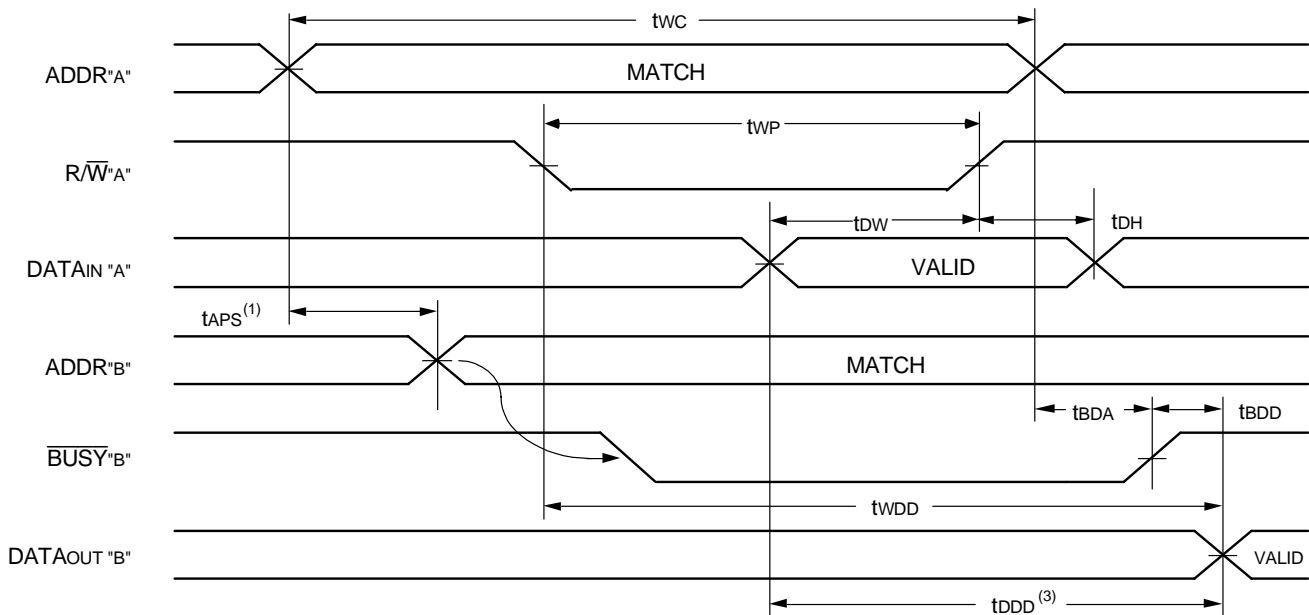 tWC
ADDR"A"
MATCH
tWP
R/W̅"A"
tDW
tDH
DATAIN "A"
VALID
tAPS(1)
ADDR"B"
MATCH
tBDA
tBDD
B̅U̅S̅Y̅"B"
tWDD
DATAOUT "B"
VALID
tDDD(3)